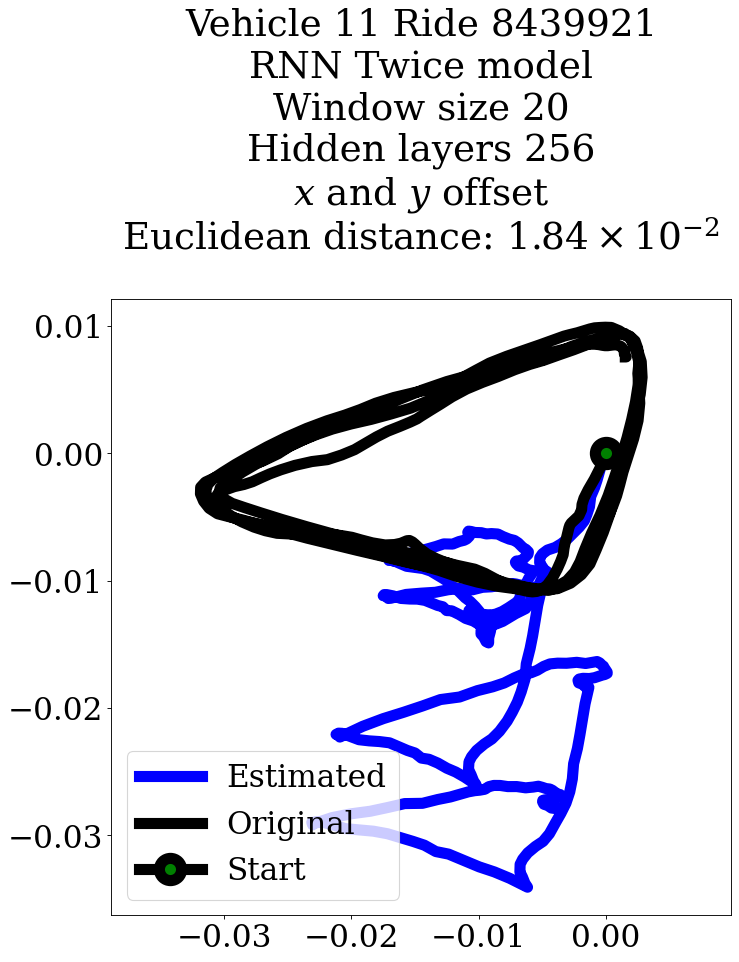 Vehicle 11 Ride 8439921
RNN Twice model
Window size 20
Hidden layers 256
x and y offset
Euclidean distance: 1.84 × 10⁻²
0.01
0.00
−0.01
−0.02
−0.03
Estimated
Original
Start
−0.03 −0.02 −0.01 0.00